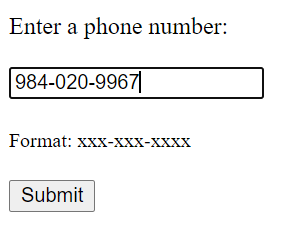 Enter a phone number:
984-020-9967
Format: xxx-xxx-xxxx
Submit